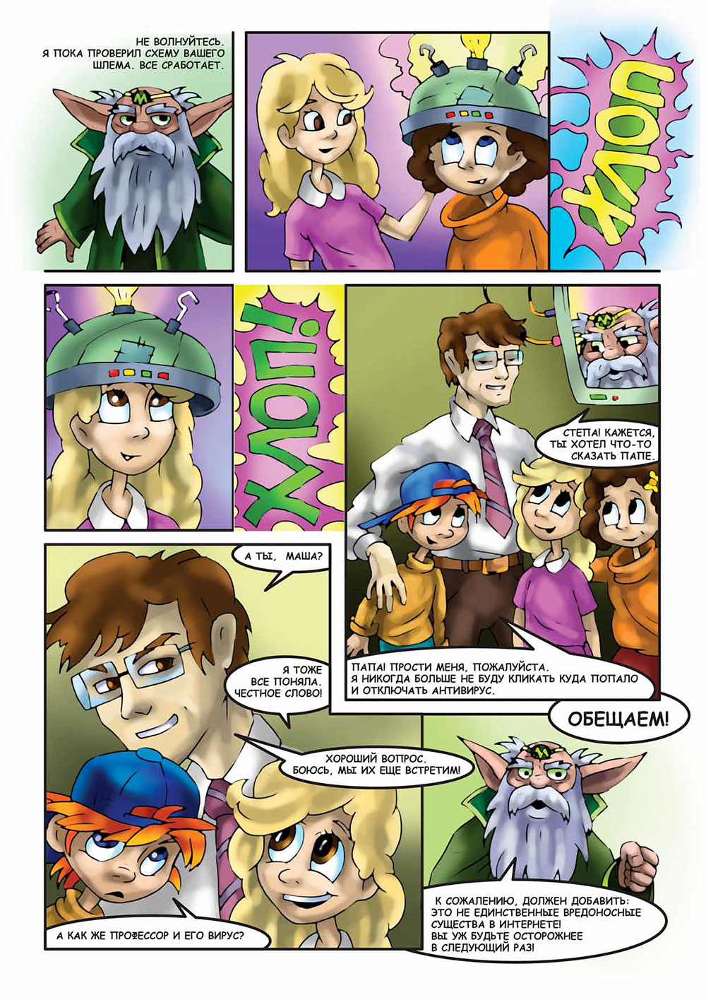 НЕ ВОЛНУЙТЕСЬ.
Я ПОКА ПРОВЕРИЛ СХЕМУ ВАШЕГО
ШЛЕМА. ВСЕ СРАБОТАЕТ.
M
ХЛОП
ХЛОП!
M
СТЕПА! КАЖЕТСЯ,
ТЫ ХОТЕЛ ЧТО-ТО
СКАЗАТЬ ПАПЕ.
ПАПА! ПРОСТИ МЕНЯ, ПОЖАЛУЙСТА.
Я НИКОГДА БОЛЬШЕ НЕ БУДУ КЛИКАТЬ КУДА ПОПАЛО
И ОТКЛЮЧАТЬ АНТИВИРУС.
А ТЫ, МАША?
Я ТОЖЕ
ВСЕ ПОНЯЛА.
ЧЕСТНОЕ СЛОВО!
ХОРОШИЙ ВОПРОС.
БОЮСЬ, МЫ ИХ ЕЩЕ ВСТРЕТИМ!
А КАК ЖЕ ПРОФЕССОР И ЕГО ВИРУС?
ОБЕЩАЕМ!
M
К СОЖАЛЕНИЮ, ДОЛЖЕН ДОБАВИТЬ:
ЭТО НЕ ЕДИНСТВЕННЫЕ ВРЕДОНОСНЫЕ
СУЩЕСТВА В ИНТЕРНЕТЕ!
ВЫ УЖ БУДЬТЕ ОСТОРОЖНЕЕ
В СЛЕДУЮЩИЙ РАЗ!